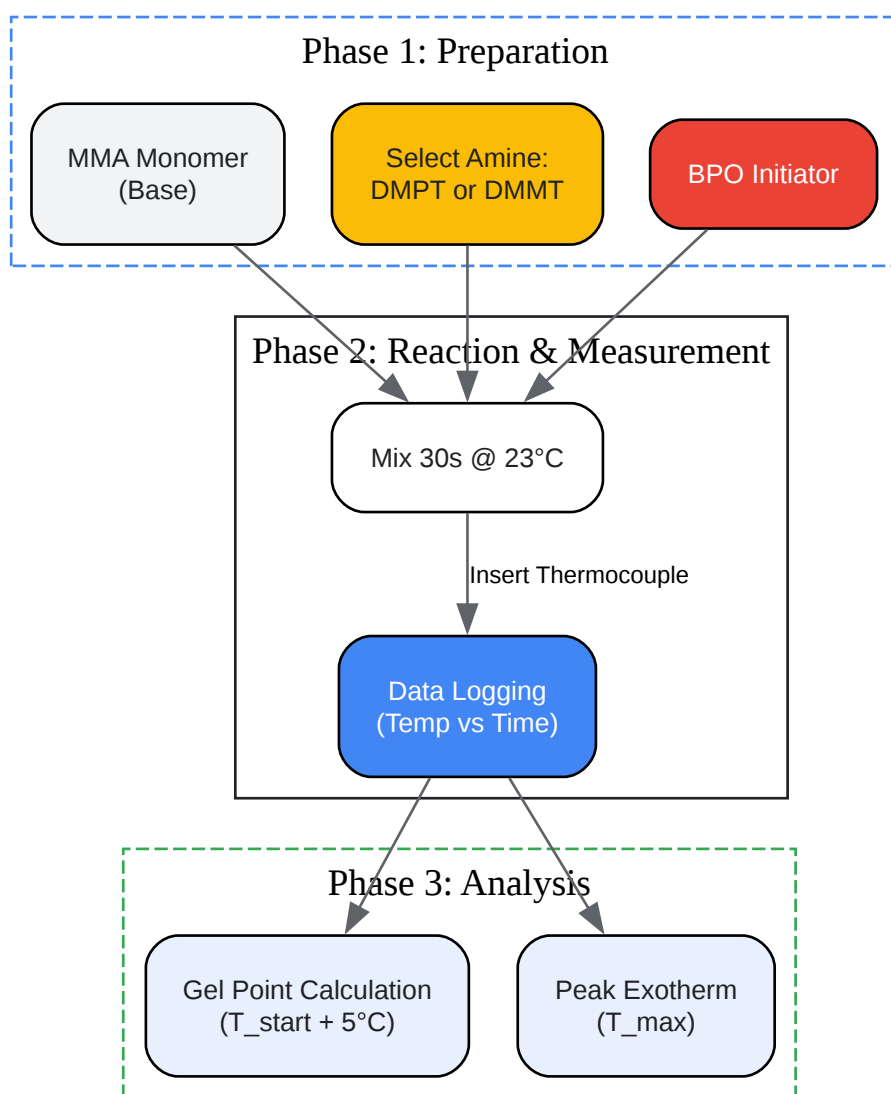 Phase 1: Preparation
MMA Monomer
(Base)
Select Amine:
DMPT or DMMT
BPO Initiator
Phase 2: Reaction & Measurement
Mix 30s @ 23°C
Insert Thermocouple
Data Logging
(Temp vs Time)
Phase 3: Analysis
Gel Point Calculation
(T_start + 5°C)
Peak Exotherm
(T_max)